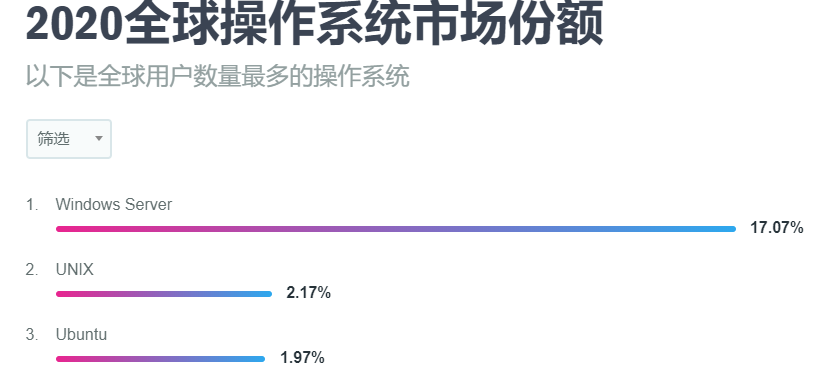 2020全球操作系统市场份额
以下是全球用户数量最多的操作系统
筛选
1. Windows Server
17.07%
2. UNIX
2.17%
3. Ubuntu
1.97%